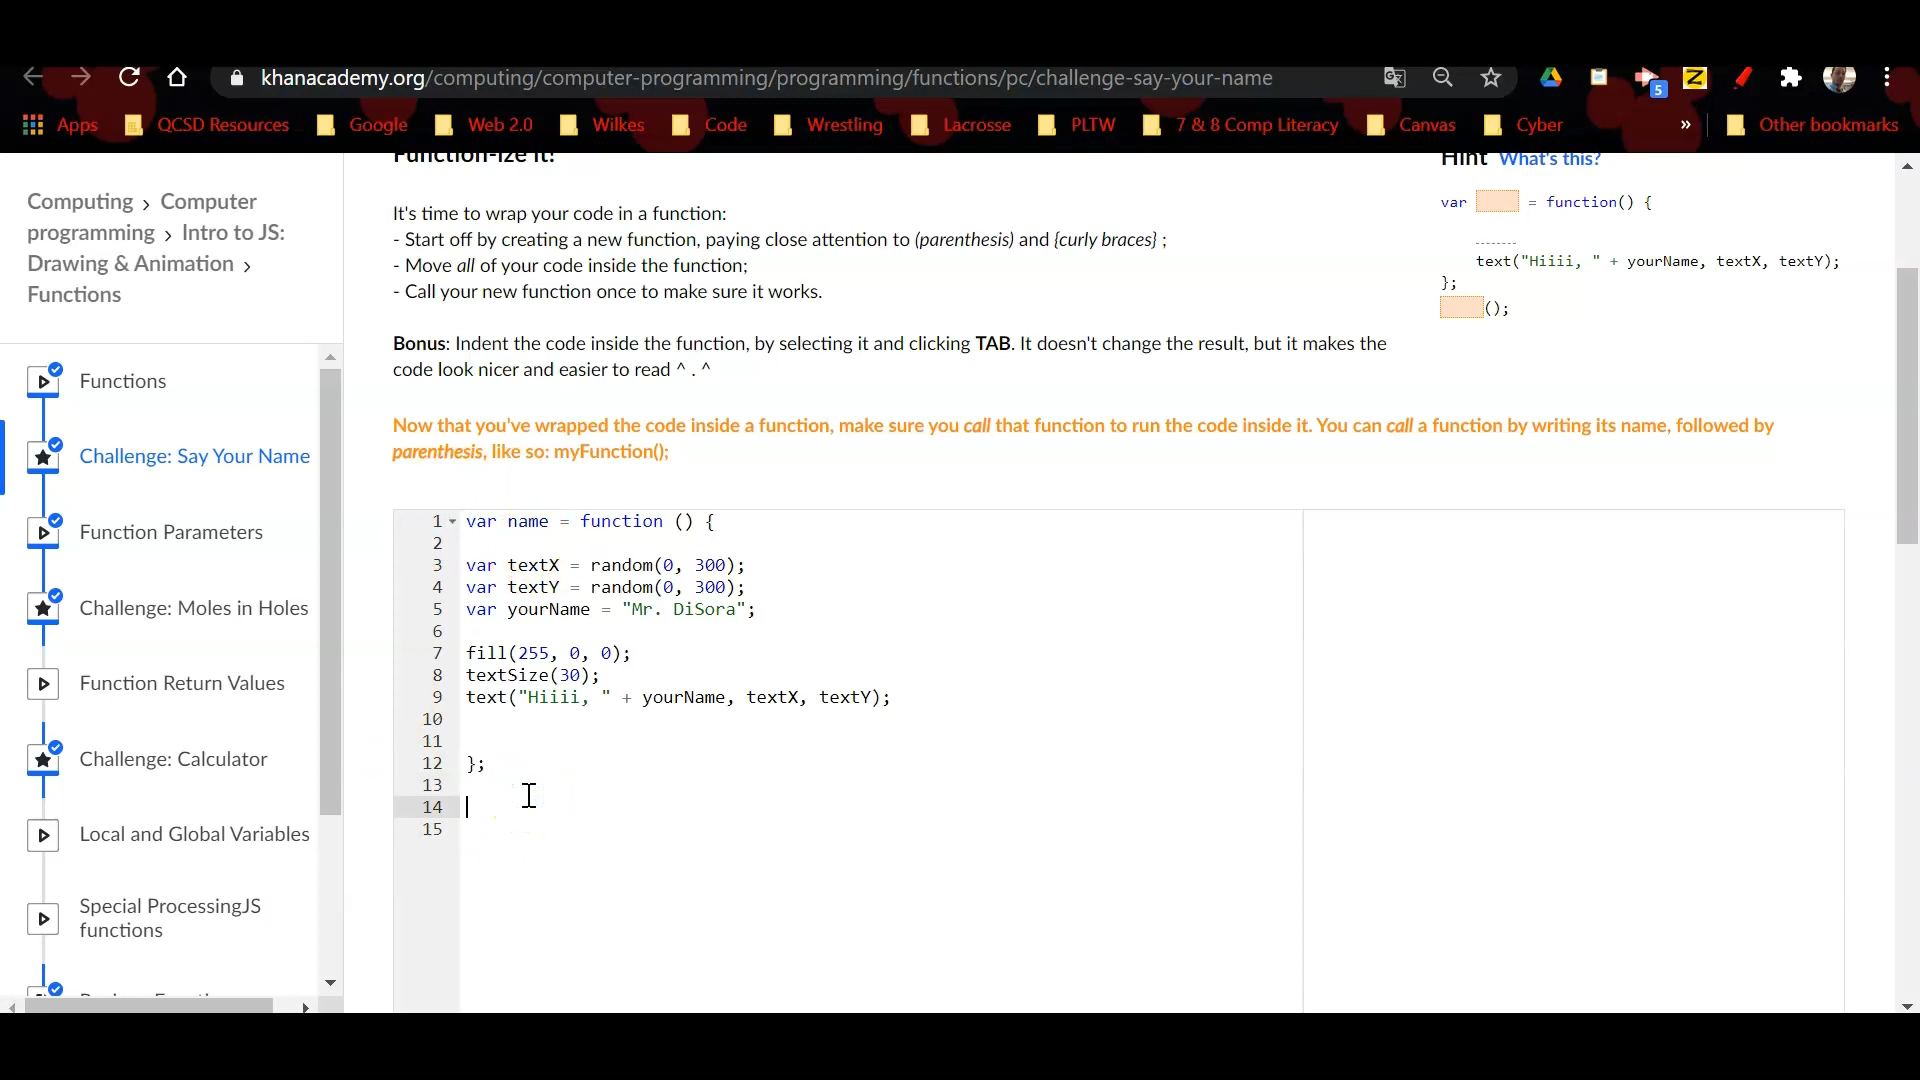 khanacademy.org/computing/computer-programming/programming/functions/pc/challenge-say-your-name
5
Z
Apps QCSD Resources Google Web 2.0 Wilkes Code Wrestling Lacrosse PLTW 7 & 8 Comp Literacy Canvas Cyber » Other bookmarks
Computing › Computer
programming › Intro to JS:
Drawing & Animation ›
Functions
Functions
Challenge: Say Your Name
Function Parameters
Challenge: Moles in Holes
Function Return Values
Challenge: Calculator
Local and Global Variables
Special ProcessingJS
functions
Function-ize it!
It's time to wrap your code in a function:
- Start off by creating a new function, paying close attention to (parenthesis) and {curly braces} ;
- Move all of your code inside the function;
- Call your new function once to make sure it works.
Bonus: Indent the code inside the function, by selecting it and clicking TAB. It doesn't change the result, but it makes the
code look nicer and easier to read ^ . ^
Hint What's this?
var = function() {
--------
text("Hiiii, " + yourName, textX, textY);
};
();
Now that you've wrapped the code inside a function, make sure you call that function to run the code inside it. You can call a function by writing its name, followed by
parenthesis, like so: myFunction();
1 var name = function () {
2
3 var textX = random(0, 300);
4 var textY = random(0, 300);
5 var yourName = "Mr. DiSora";
6
7 fill(255, 0, 0);
8 textSize(30);
9 text("Hiiii, " + yourName, textX, textY);
10
11
12 };
13
14
15